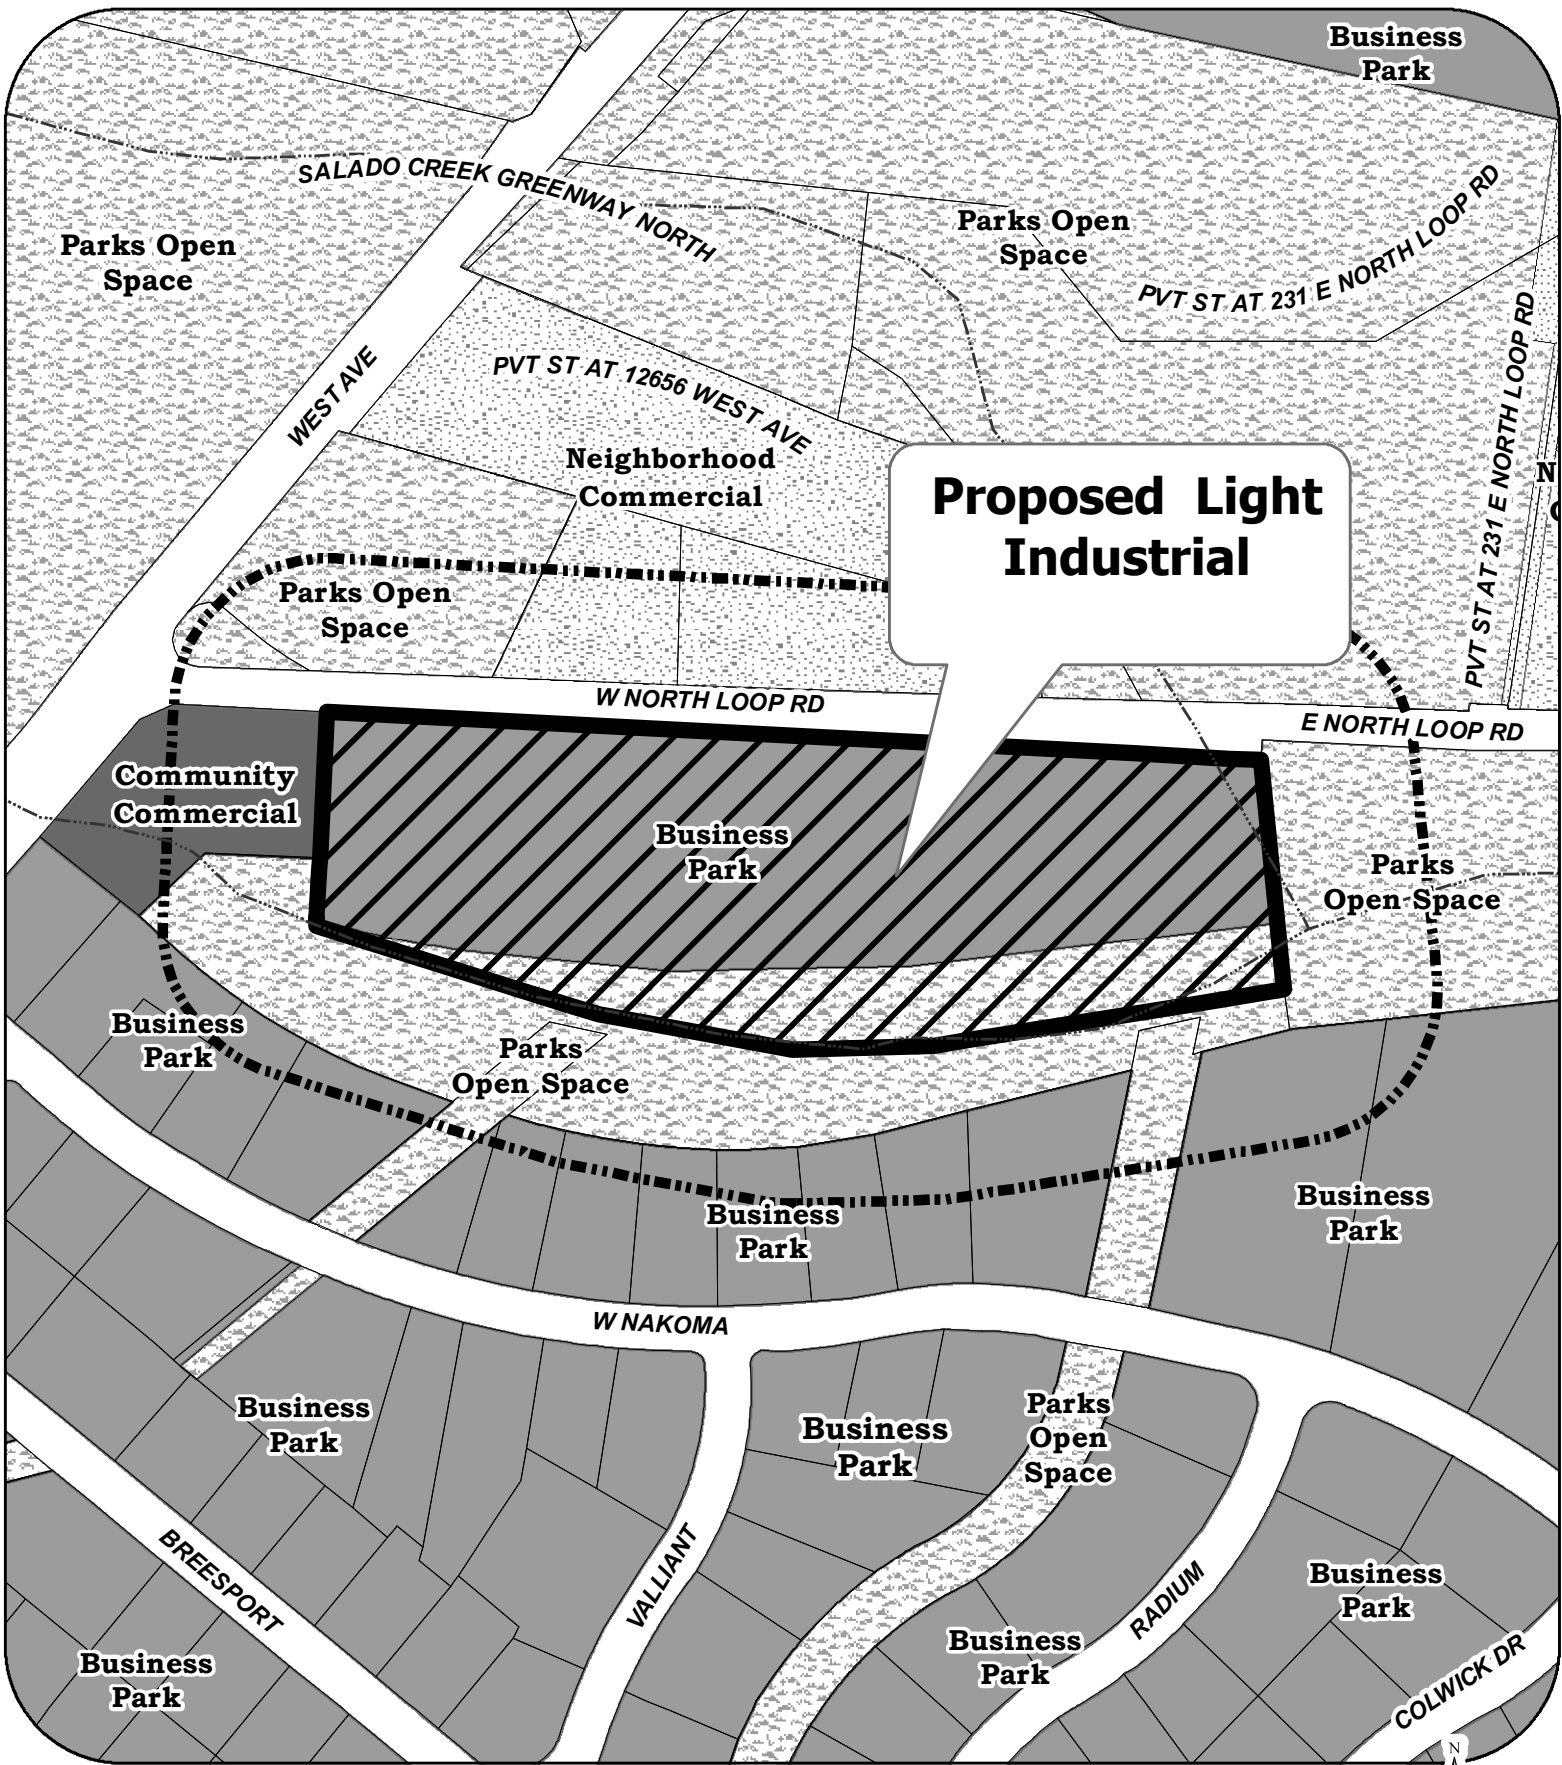 Business
Park
SALADO CREEK GREENWAY NORTH
Parks Open
Space
Parks Open
Space
PVT ST AT 231 E NORTH LOOP RD
PVT ST AT 231 E NORTH LOOP RD
WEST AVE
PVT ST AT 12656 WEST AVE
Neighborhood
Commercial
N
C
Proposed Light
Industrial
Parks Open
Space
W NORTH LOOP RD
E NORTH LOOP RD
Community
Commercial
Business
Park
Parks
Open Space
Business
Park
Parks
Open Space
Business
Park
Business
Park
W NAKOMA
Business
Park
Business
Park
Parks
Open
Space
BREESPORT
VALLIANT
RADIUM
Business
Park
Business
Park
Business
Park
COLWICK DR
N